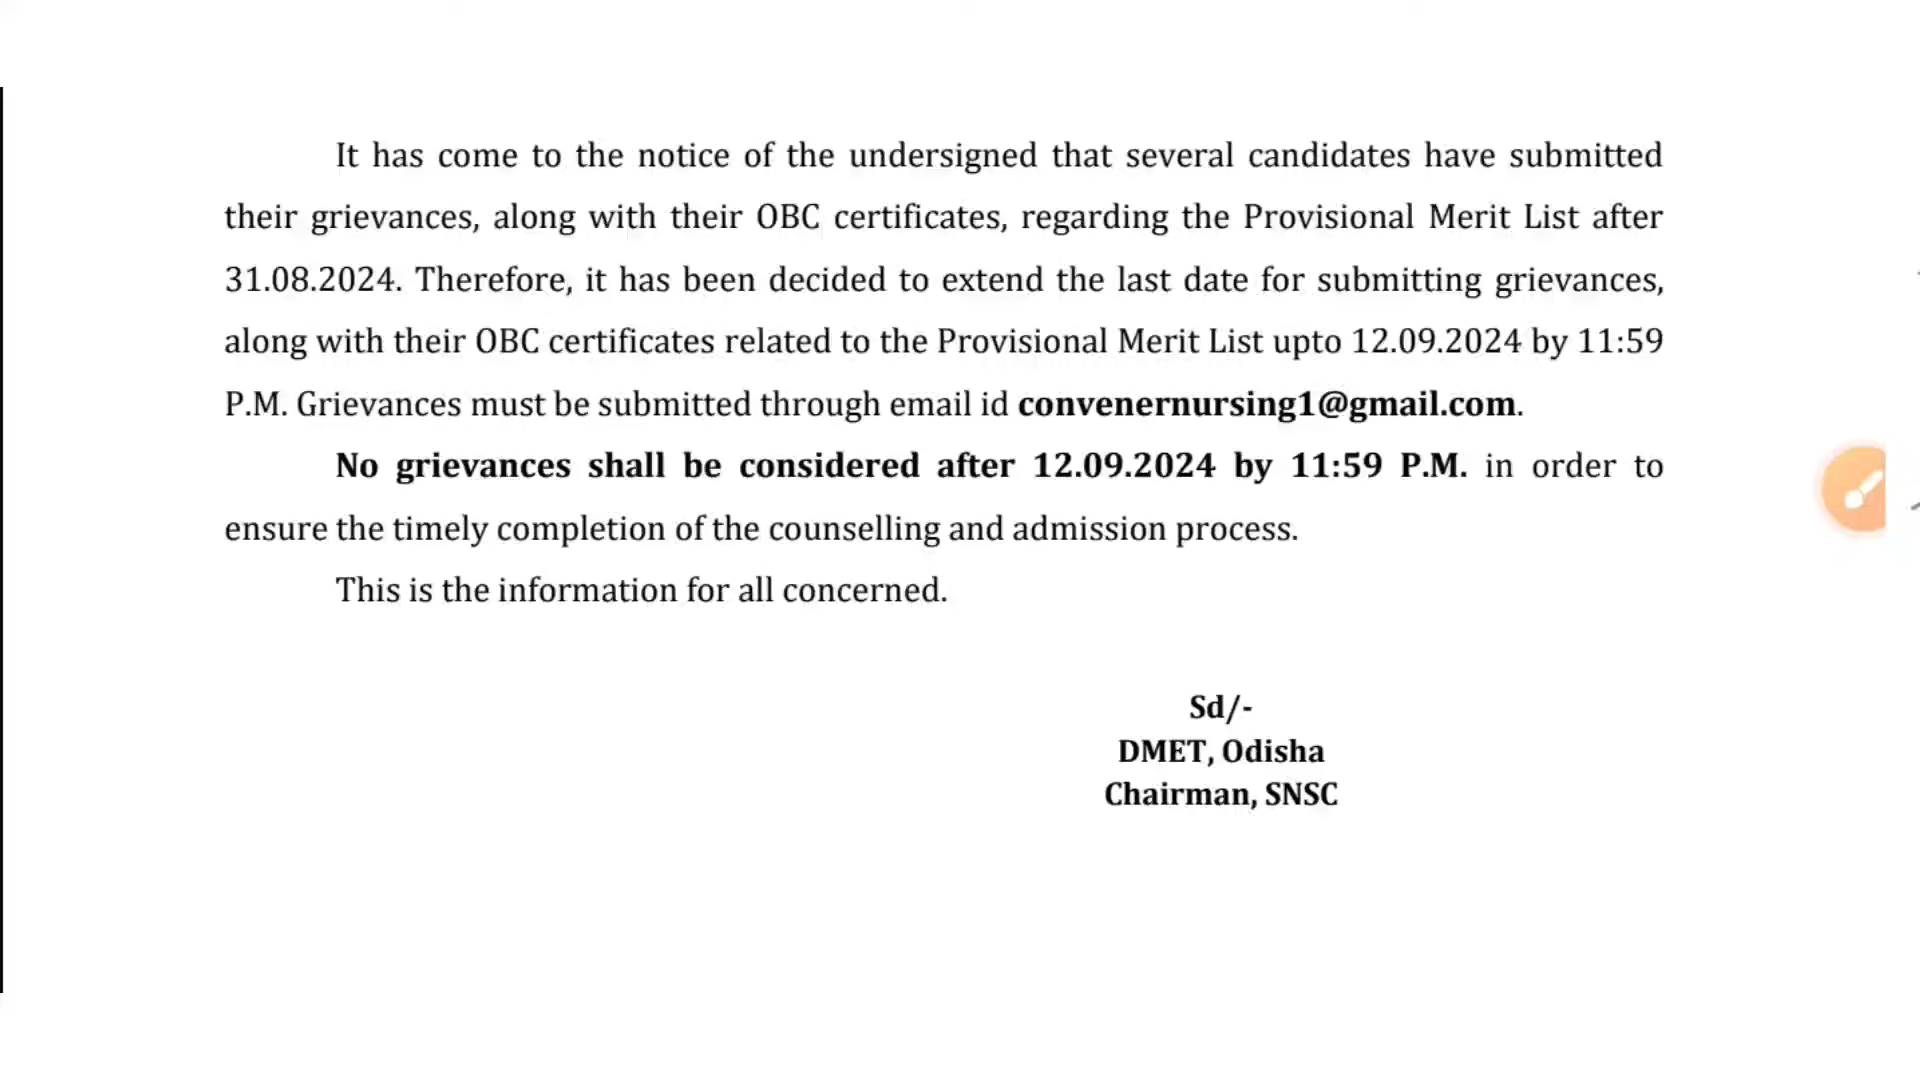 It has come to the notice of the undersigned that several candidates have submitted
their grievances, along with their OBC certificates, regarding the Provisional Merit List after
31.08.2024. Therefore, it has been decided to extend the last date for submitting grievances,
along with their OBC certificates related to the Provisional Merit List upto 12.09.2024 by 11:59
P.M. Grievances must be submitted through email id convenernursing1@gmail.com.
No grievances shall be considered after 12.09.2024 by 11:59 P.M. in order to
ensure the timely completion of the counselling and admission process.
This is the information for all concerned.
Sd/-
DMET, Odisha
Chairman, SNSC